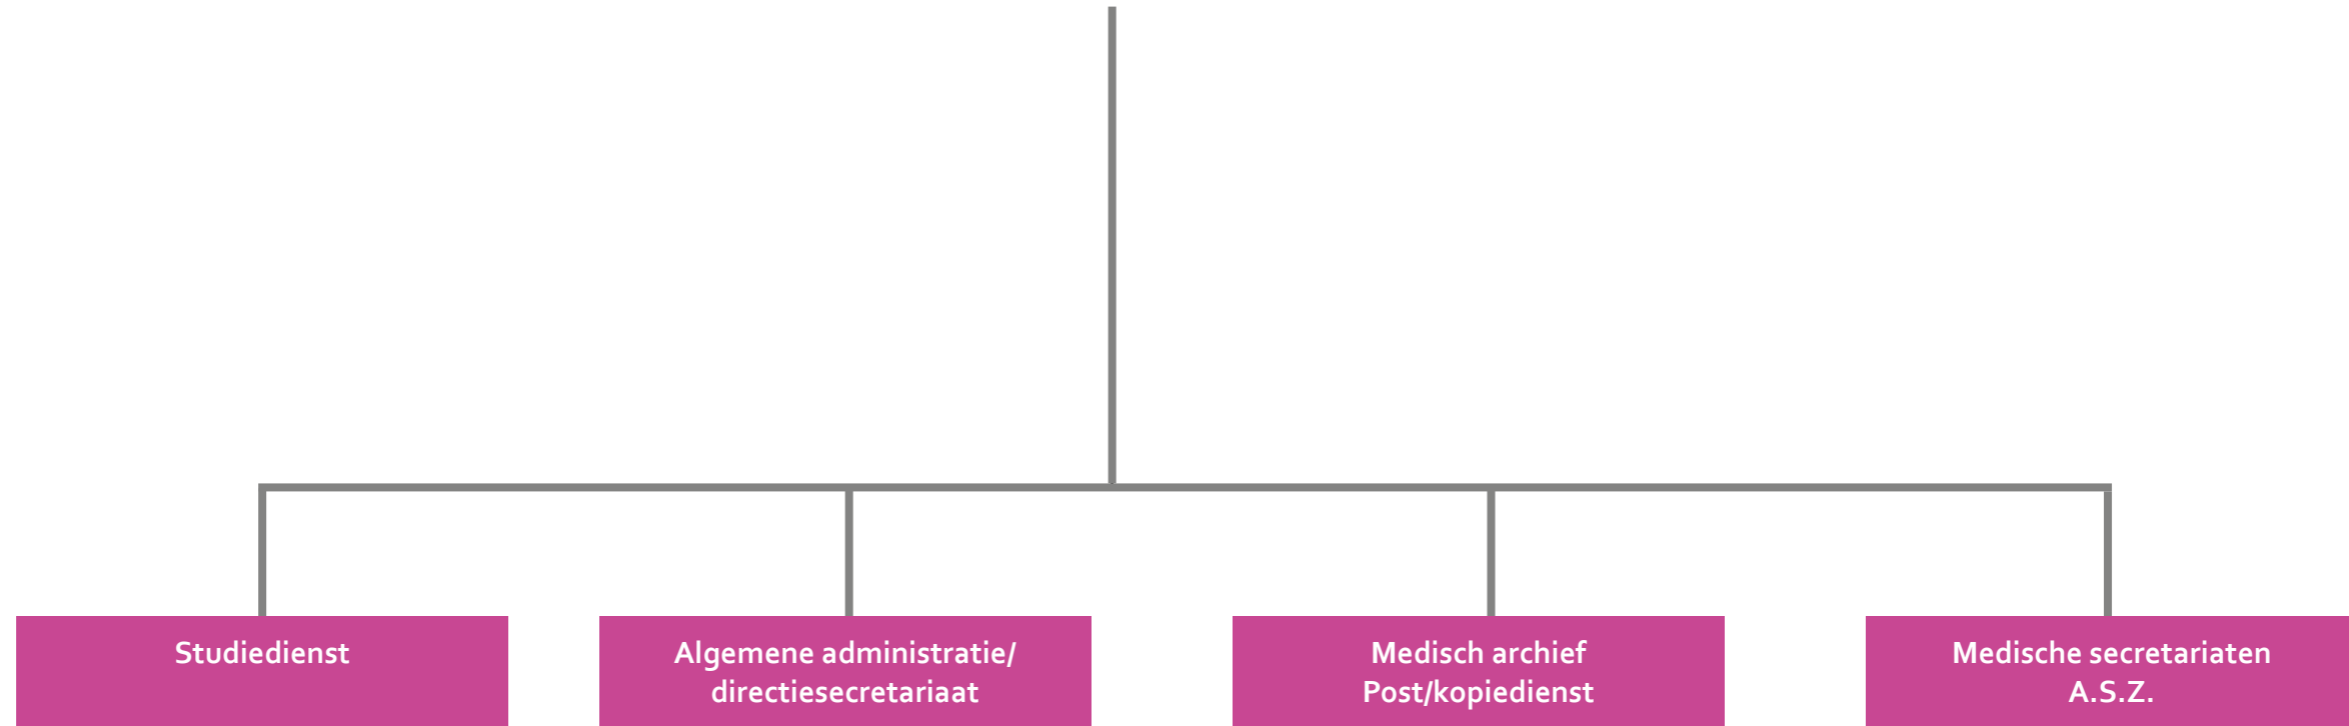 Studiedienst
Algemene administratie/
directiesecretariaat
Medisch archief
Post/kopiedienst
Medische secretariaten
A.S.Z.